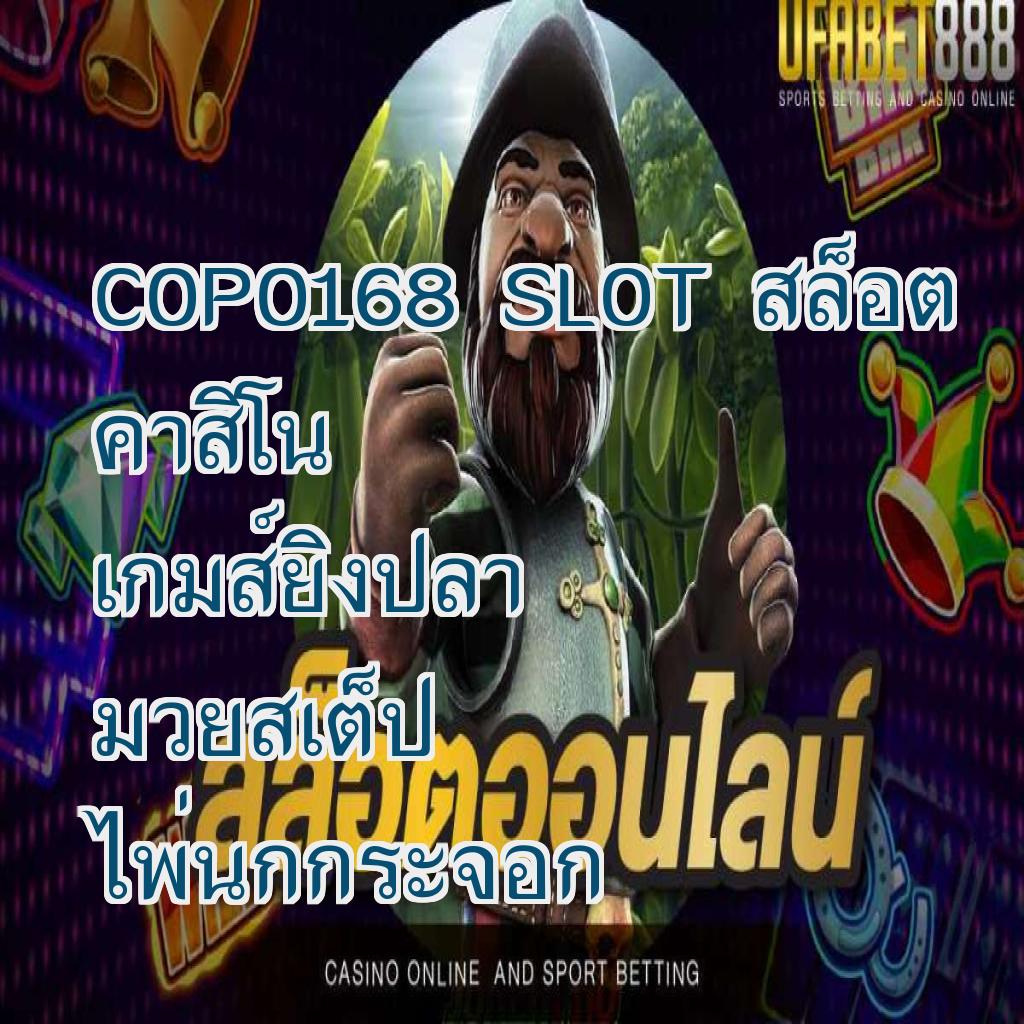 UFABET888
SPORTS BETTING AND CASINO ONLINE
BAR
COPO168 SLOT สล็อต
คาสีโน
เกมส์ยิงปลา
มวยสเต็ป
สล็อตออนไลน์
ไพ่นกกระจอก
CASINO ONLINE AND SPORT BETTING